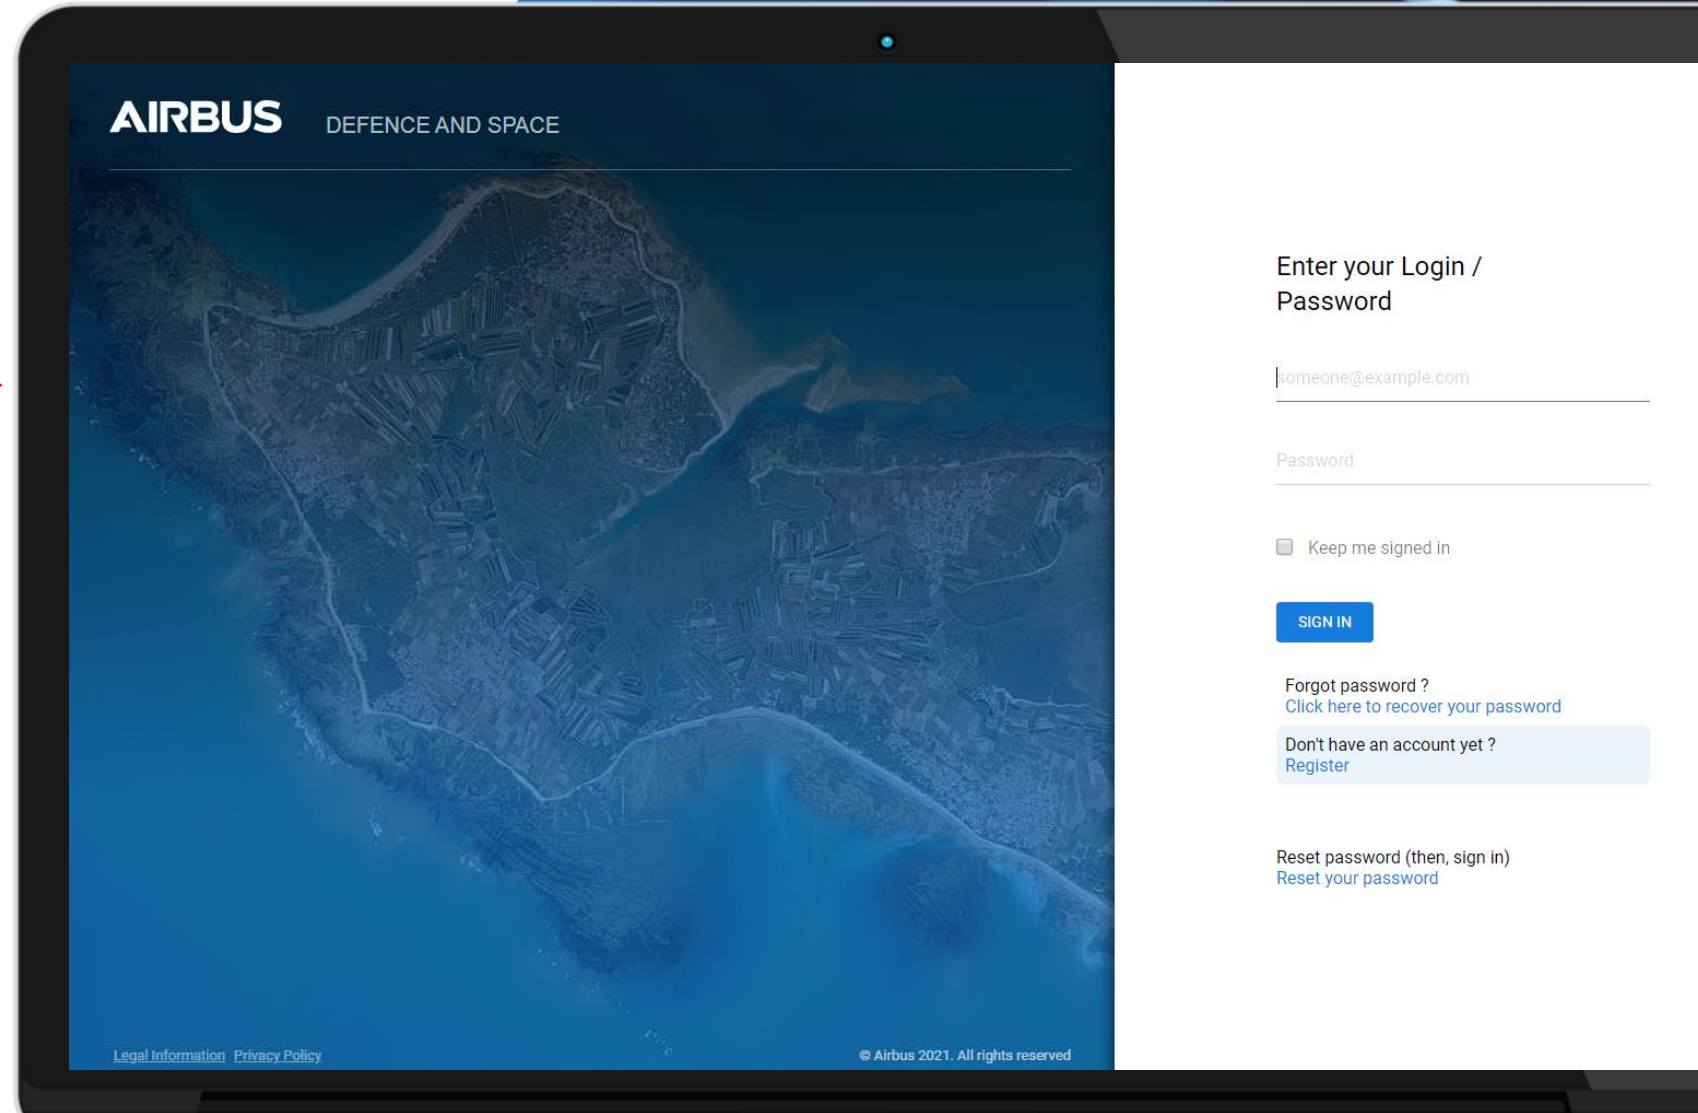 AIRBUS DEFENCE AND SPACE
Enter your Login /
Password
someone@example.com
Password
Keep me signed in
SIGN IN
Forgot password ?
Click here to recover your password
Don't have an account yet ?
Register
Reset password (then, sign in)
Reset your password
Legal Information Privacy Policy
© Airbus 2021. All rights reserved